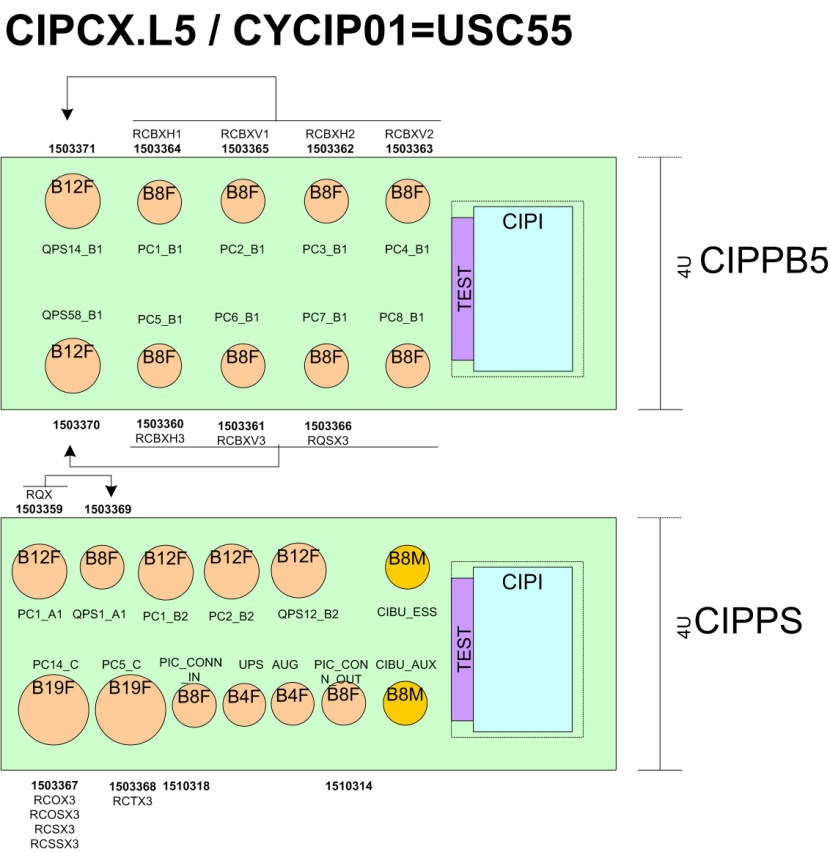 CIPCX.L5 / CYCIP01=USC55
RCBXH1 RCBXV1 RCBXH2 RCBXV2
1503371 1503364 1503365 1503362 1503363
B12F B8F B8F B8F B8F
CIPI
QPS14_B1 PC1_B1 PC2_B1 PC3_B1 PC4_B1
TEST
4U CIPPB5
QPS58_B1 PC5_B1 PC6_B1 PC7_B1 PC8_B1
B12F B8F B8F B8F B8F
1503370 1503360 1503361 1503366
RCBXH3 RCBXV3 RQSX3
RQX
1503359 1503369
B12F B8F B12F B12F B12F B8M
CIPI
PC1_A1 QPS1_A1 PC1_B2 PC2_B2 QPS12_B2 CIBU_ESS
TEST
4U CIPPS
PC14_C PC5_C PIC_CONN UPS AUG PIC_CON CIBU_AUX
_IN N_OUT
B19F B19F B8F B4F B4F B8F B8M
1503367 1503368 1510318 1510314
RCOX3 RCTX3
RCOSX3
RCSX3
RCSSX3